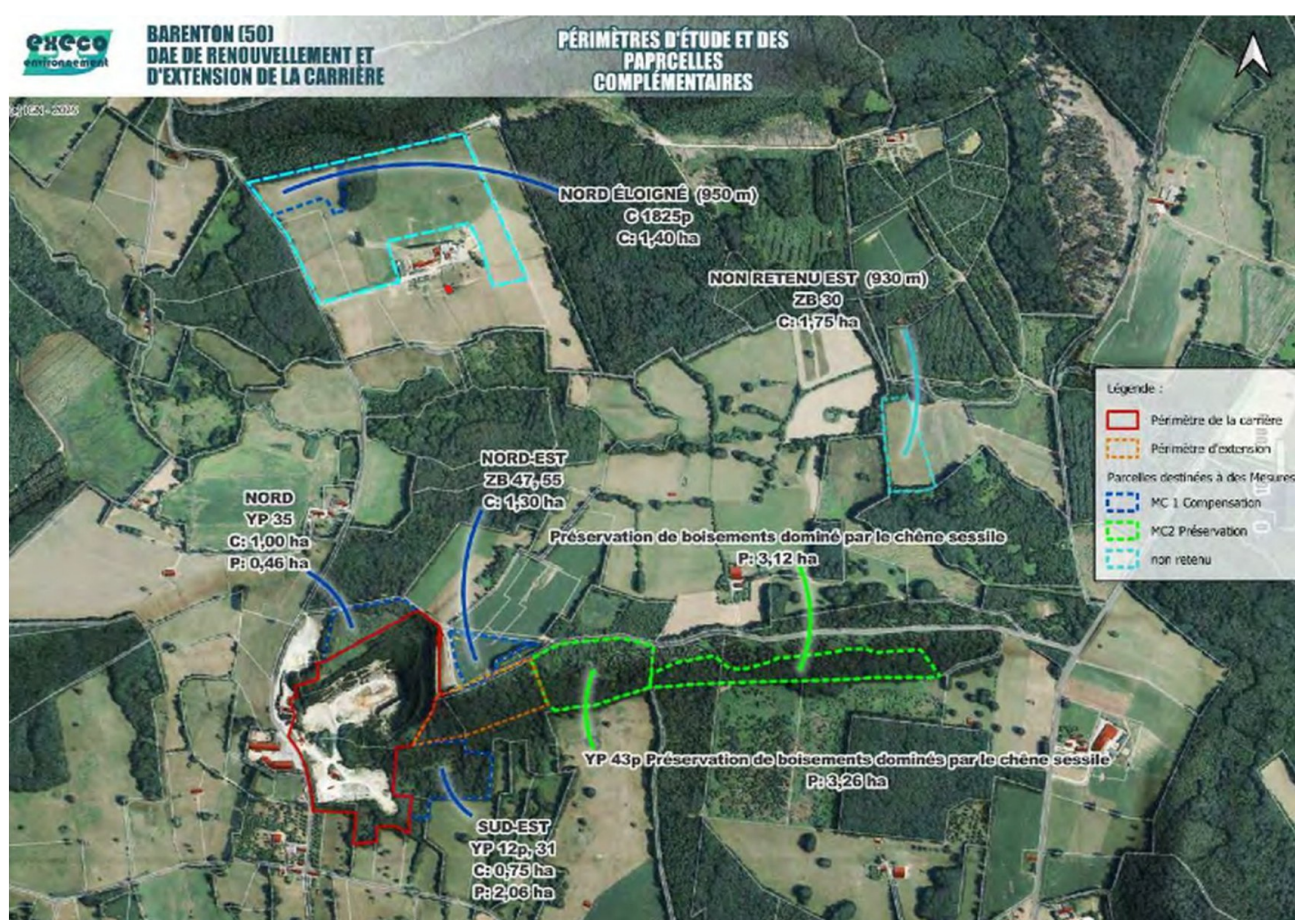 execo
environnement
BARENTON (50)
DAE DE RENOUVELLEMENT ET
D'EXTENSION DE LA CARRIÈRE
PÉRIMÈTRES D'ÉTUDE ET DES
PAPRCELLES
COMPLÉMENTAIRES
NORD ÉLOIGNÉ (950 m)
C 1825p
C: 1,40 ha
NON RETENU EST (930 m)
ZB 30
C: 1,75 ha
Légende :
Périmètre de la carrière
Périmètre d'extension
Parcelles destinées à des Mesures
MC 1 Compensation
MC2 Préservation
non retenu
NORD-EST
ZB 47, 55
C: 1,30 ha
NORD
YP 35
C: 1,00 ha
P: 0,46 ha
Préservation de boisements dominé par le chêne sessile
P: 3,12 ha
YP 43p Préservation de boisements dominés par le chêne sessile
P: 3,26 ha
SUD-EST
YP 12p, 31
C: 0,75 ha
P: 2,06 ha